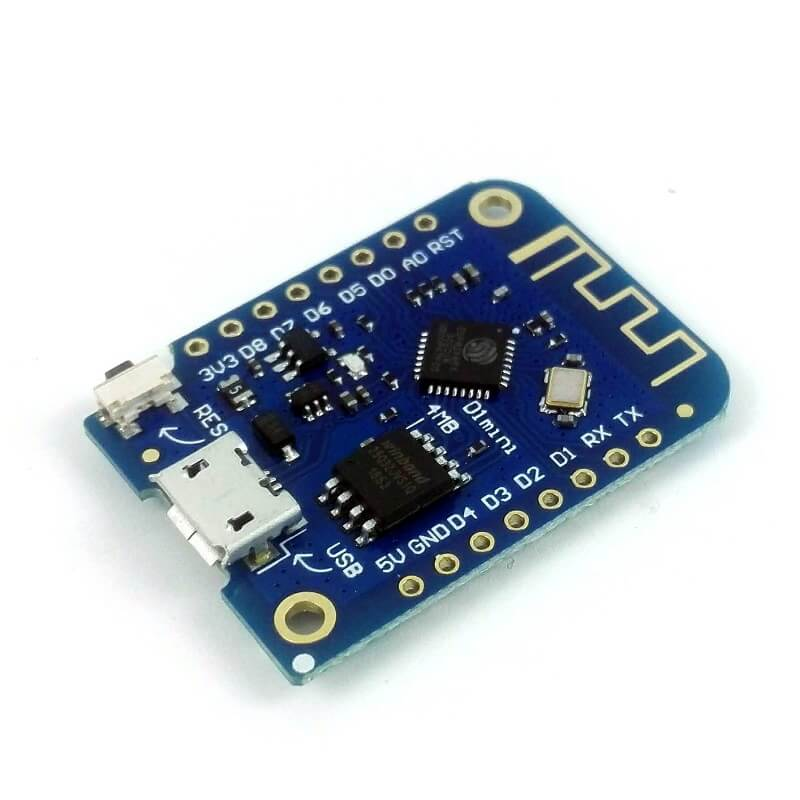 RST
A0
D0
D5
D6
D7
D8
3V3
RES
D1mini
4MB
winbond
USB
5V
GND
D4
D3
D2
D1
RX
TX